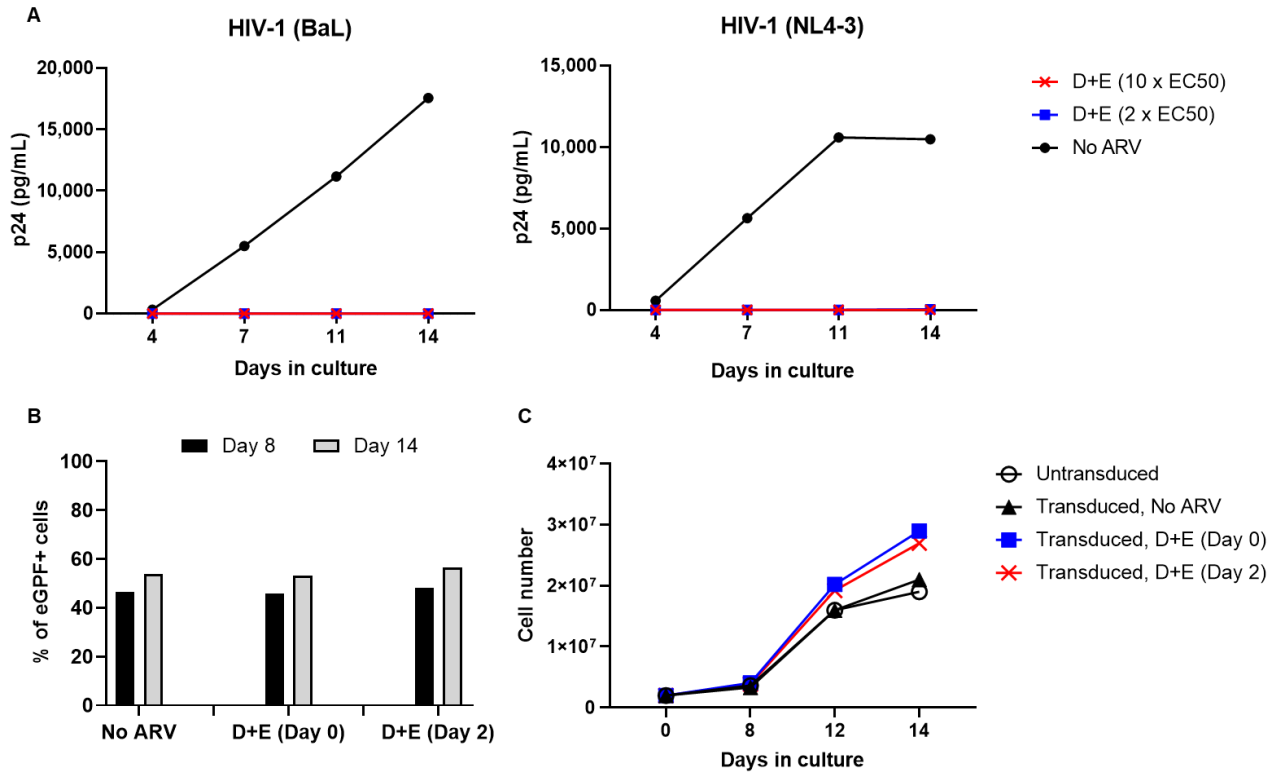 A
HIV-1 (BaL)
20,000
15,000
10,000
5,000
0
p24 (pg/mL)
4 7 11 14
Days in culture
HIV-1 (NL4-3)
15,000
10,000
5,000
0
p24 (pg/mL)
4 7 11 14
Days in culture
D+E (10 x EC50)
D+E (2 x EC50)
No ARV
B
Day 8 Day 14
100
80
60
40
20
0
% of eGPF+ cells
No ARV D+E (Day 0) D+E (Day 2)
C
4×10⁷
3×10⁷
2×10⁷
1×10⁷
0
Cell number
0 8 12 14
Days in culture
Untransduced
Transduced, No ARV
Transduced, D+E (Day 0)
Transduced, D+E (Day 2)